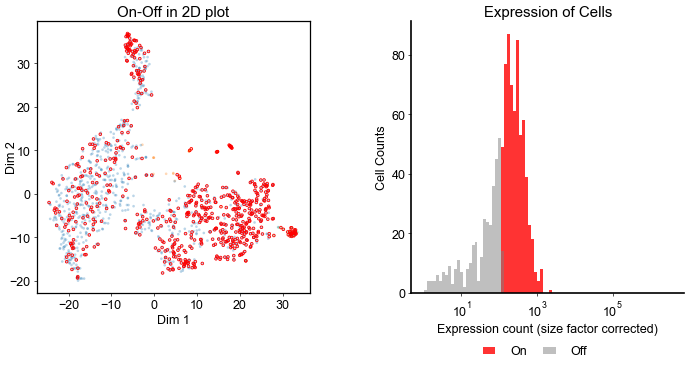 On-Off in 2D plot
30
20
10
0
−10
−20
Dim 2
−20 −10 0 10 20 30
Dim 1
Expression of Cells
80
60
40
20
0
Cell Counts
10^1 10^3 10^5
Expression count (size factor corrected)
On Off